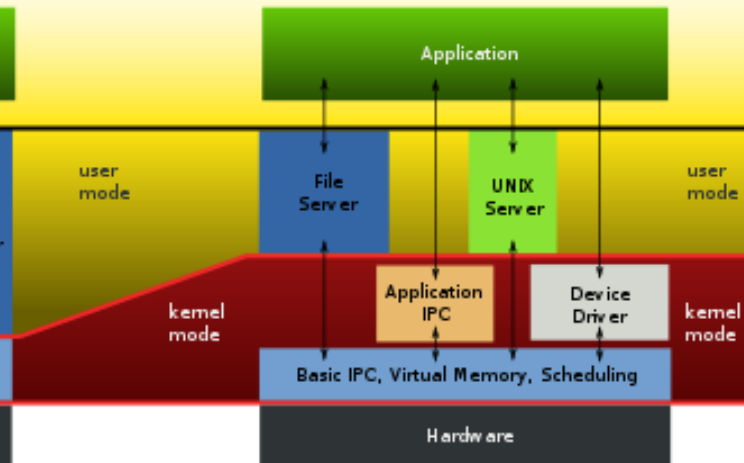 Application
user
mode
File
Server
UNIX
Server
user
mode
kernel
mode
Application
IPC
Device
Driver
kernel
mode
Basic IPC, Virtual Memory, Scheduling
Hardware